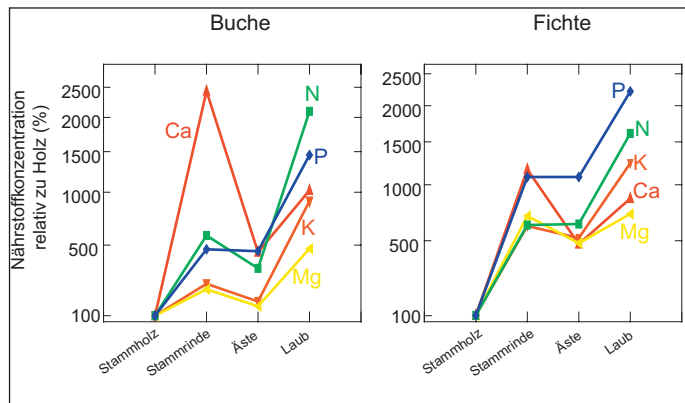 Buche
Nährstoffkonzentration
relativ zu Holz (%)
2500
2000
1500
1000
500
100
Ca
N
P
K
Mg
Stammholz
Stammrinde
Äste
Laub
Fichte
2500
2000
1500
1000
500
100
P
N
K
Ca
Mg
Stammholz
Stammrinde
Äste
Laub